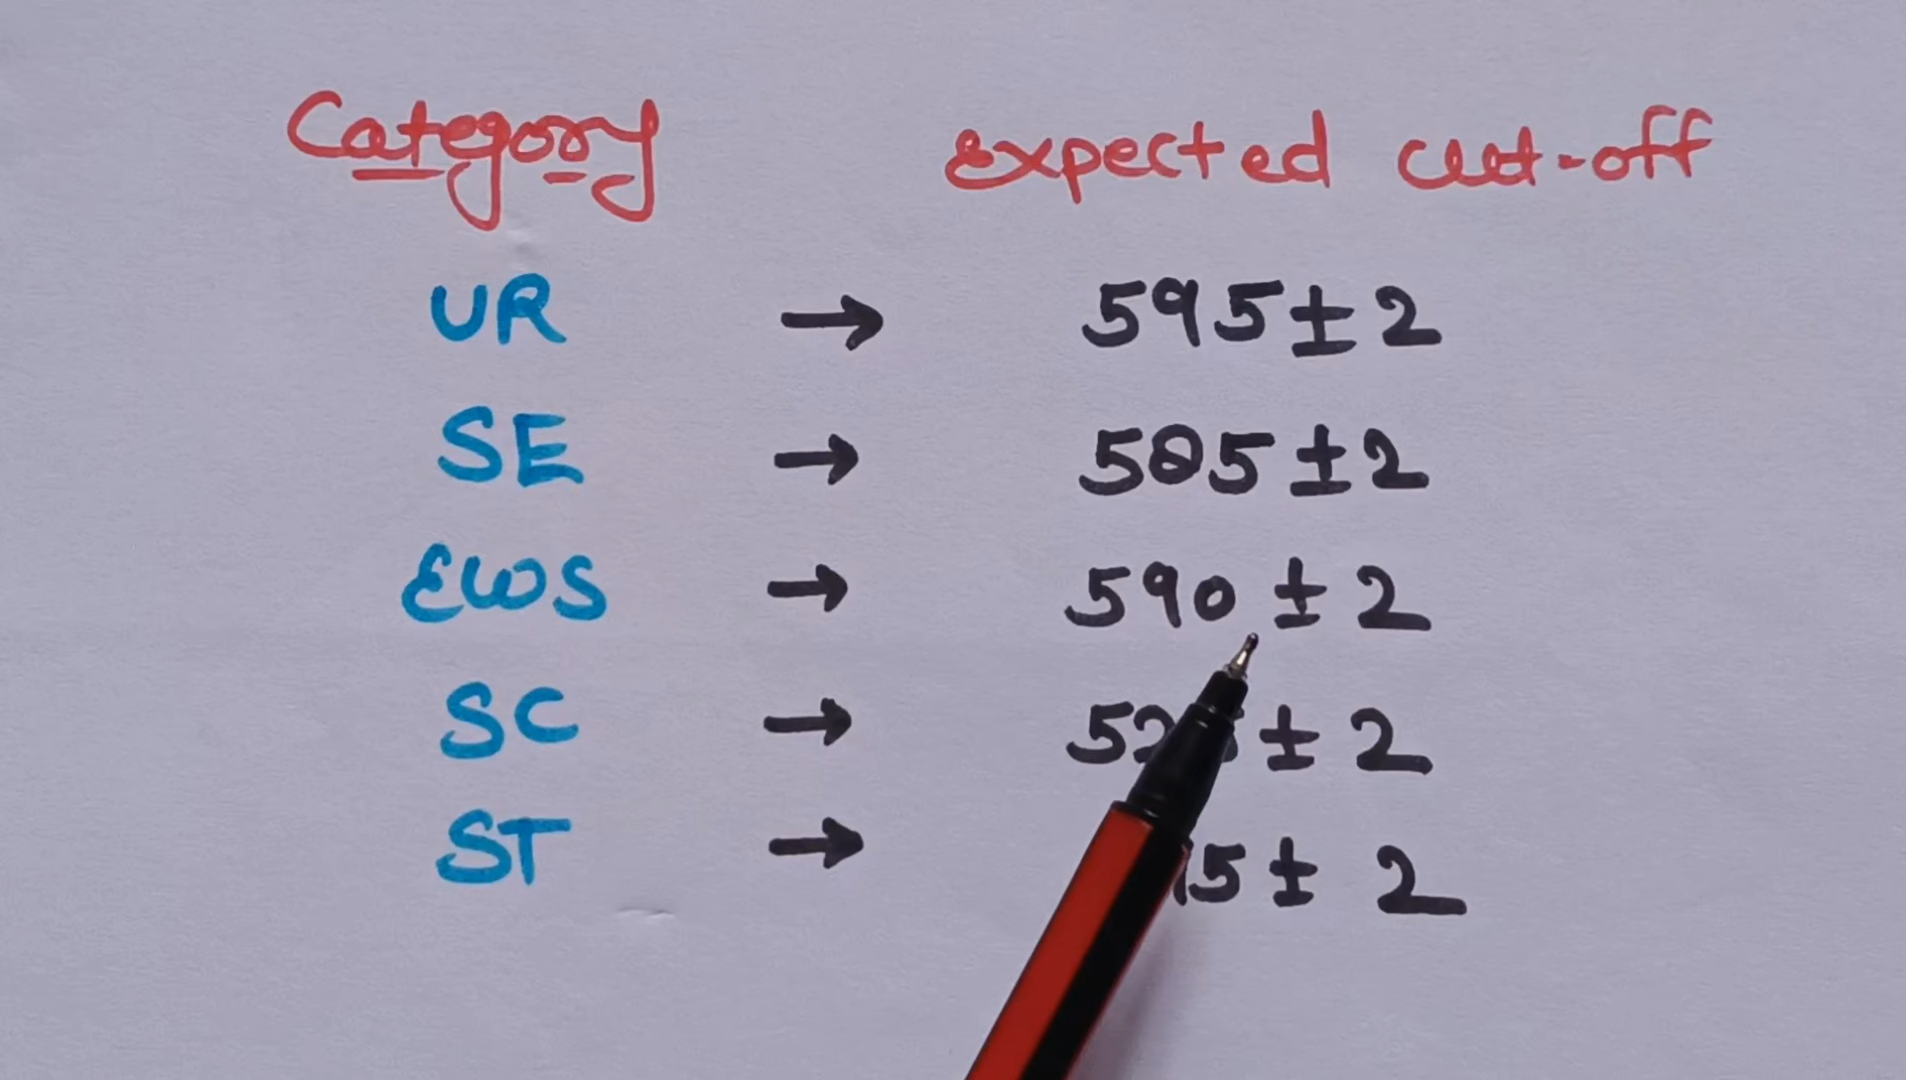 Category expected cut-off
UR → 595 ± 2
SE → 585 ± 2
EWS → 590 ± 2
SC → ± 2
ST → ± 2